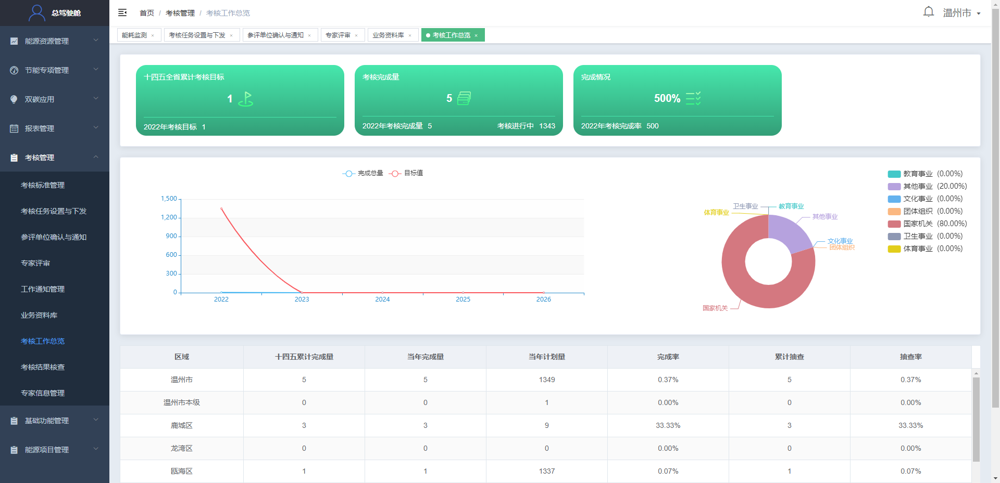 总驾驶舱
首页 / 考核管理 / 考核工作总览
温州市
能耗监测 ×
考核任务设置与下发 ×
参评单位确认与通知 ×
专家评审 ×
业务资料库 ×
考核工作总览 ×
能源资源管理
节能专项管理
双碳应用
报表管理
考核管理
考核标准管理
考核任务设置与下发
参评单位确认与通知
专家评审
工作通知管理
业务资料库
考核工作总览
考核结果核查
专家信息管理
基础功能管理
能源项目管理
十四五全省累计考核目标
1
2022年考核目标 1
考核完成量
5
2022年考核完成量 5 考核进行中 1343
完成情况
500%
2022年考核完成率 500
完成总量 目标值
1,500
1,200
900
600
300
0
2022 2023 2024 2025 2026
卫生事业 教育事业
体育事业 其他事业
文化事业
团体组织
国家机关
教育事业 (0.00%)
其他事业 (20.00%)
文化事业 (0.00%)
团体组织 (0.00%)
国家机关 (80.00%)
卫生事业 (0.00%)
体育事业 (0.00%)
区域 十四五累计完成量 当年完成量 当年计划量 完成率 累计抽查 抽查率
温州市 5 5 1349 0.37% 5 0.37%
温州市本级 0 0 1 0.00% 0 0.00%
鹿城区 3 3 9 33.33% 3 33.33%
龙湾区 0 0 0 0.00% 0 0.00%
瓯海区 1 1 1337 0.07% 1 0.07%